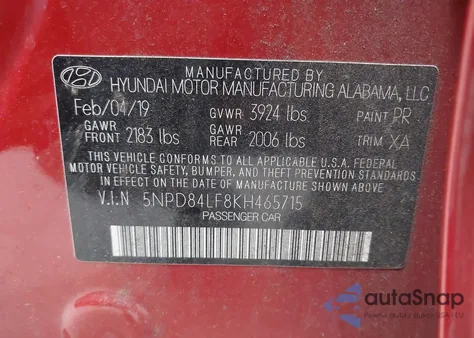 MANUFACTURED BY
HYUNDAI MOTOR MANUFACTURING ALABAMA, LLC
Feb/04/19 GVWR 3924 lbs PAINT PR
GAWR FRONT 2183 lbs GAWR REAR 2006 lbs TRIM XA
THIS VEHICLE CONFORMS TO ALL APPLICABLE U.S.A. FEDERAL
MOTOR VEHICLE SAFETY, BUMPER, AND THEFT PREVENTION STANDARDS
IN EFFECT ON THE DATE OF MANUFACTURE SHOWN ABOVE.
V.I.N 5NPD84LF8KH465715
PASSENGER CAR
autoSnap